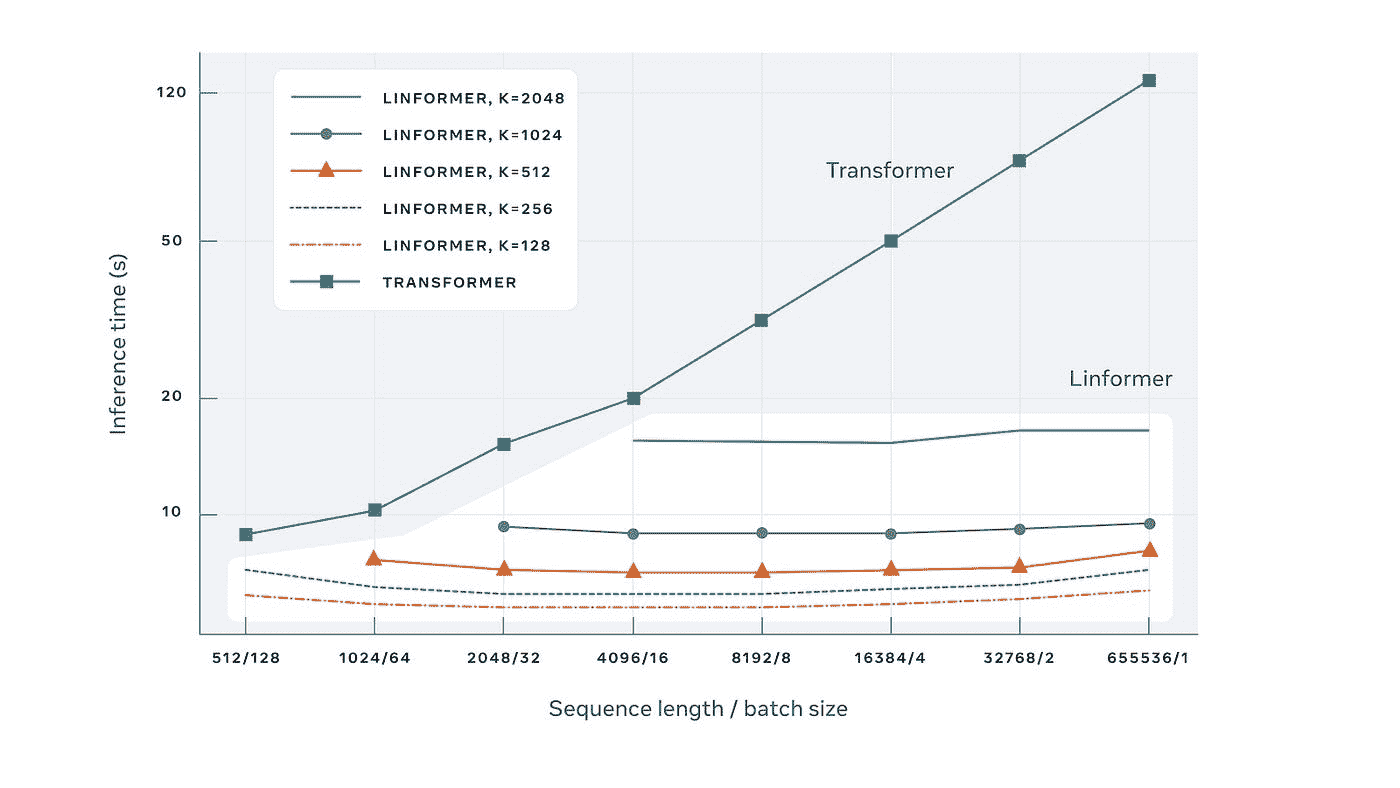 120
50
20
10
Inference time (s)
LINFORMER, K=2048
LINFORMER, K=1024
LINFORMER, K=512
LINFORMER, K=256
LINFORMER, K=128
TRANSFORMER
Transformer
Linformer
512/128
1024/64
2048/32
4096/16
8192/8
16384/4
32768/2
655536/1
Sequence length / batch size